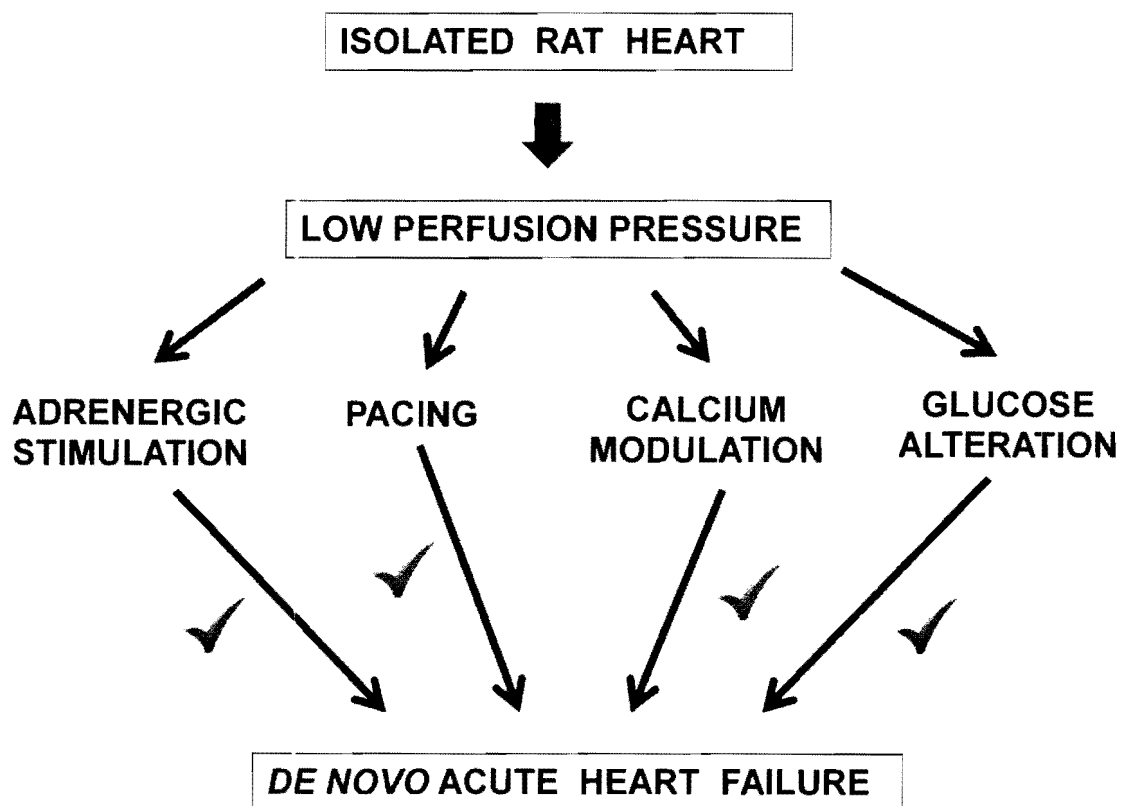 ISOLATED RAT HEART
LOW PERFUSION PRESSURE
ADRENERGIC
STIMULATION
PACING
CALCIUM
MODULATION
GLUCOSE
ALTERATION
DE NOVO ACUTE HEART FAILURE